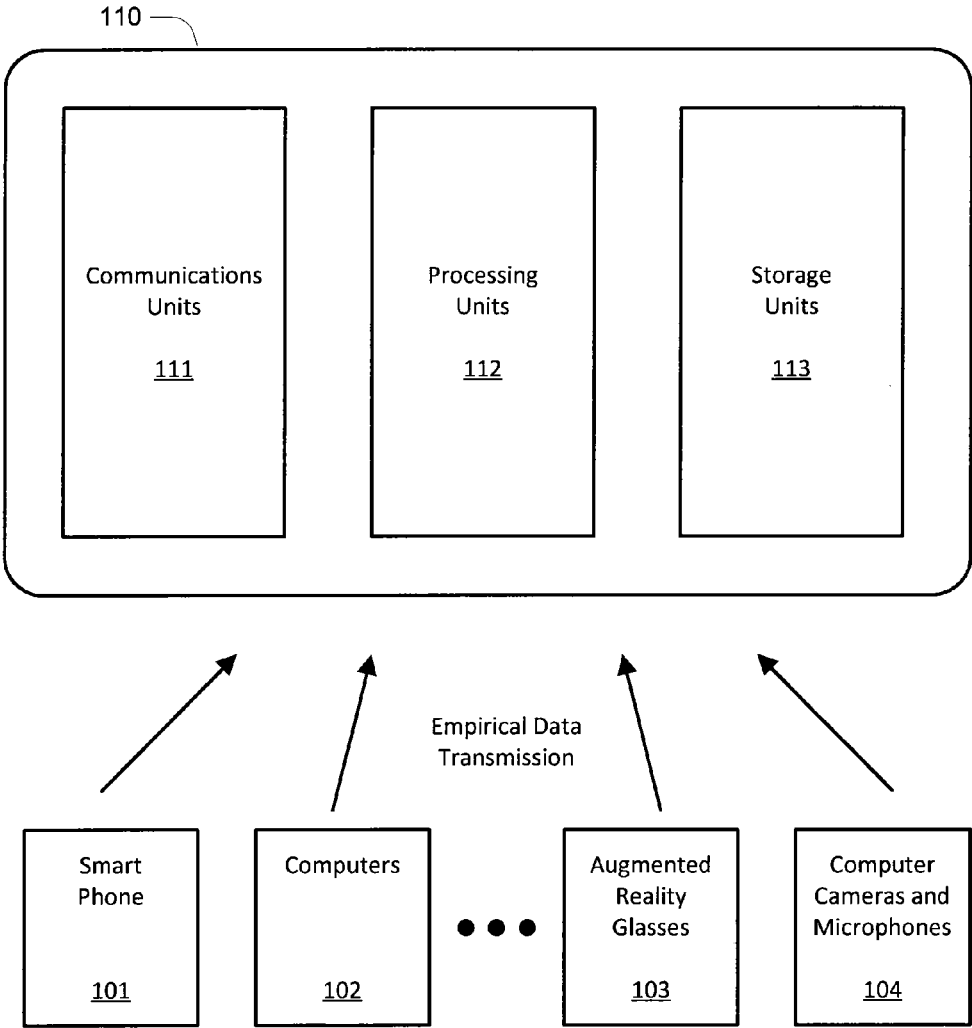 110
Communications
Units
111
Processing
Units
112
Storage
Units
113
Empirical Data
Transmission
Smart
Phone
101
Computers
102
Augmented
Reality
Glasses
103
Computer
Cameras and
Microphones
104